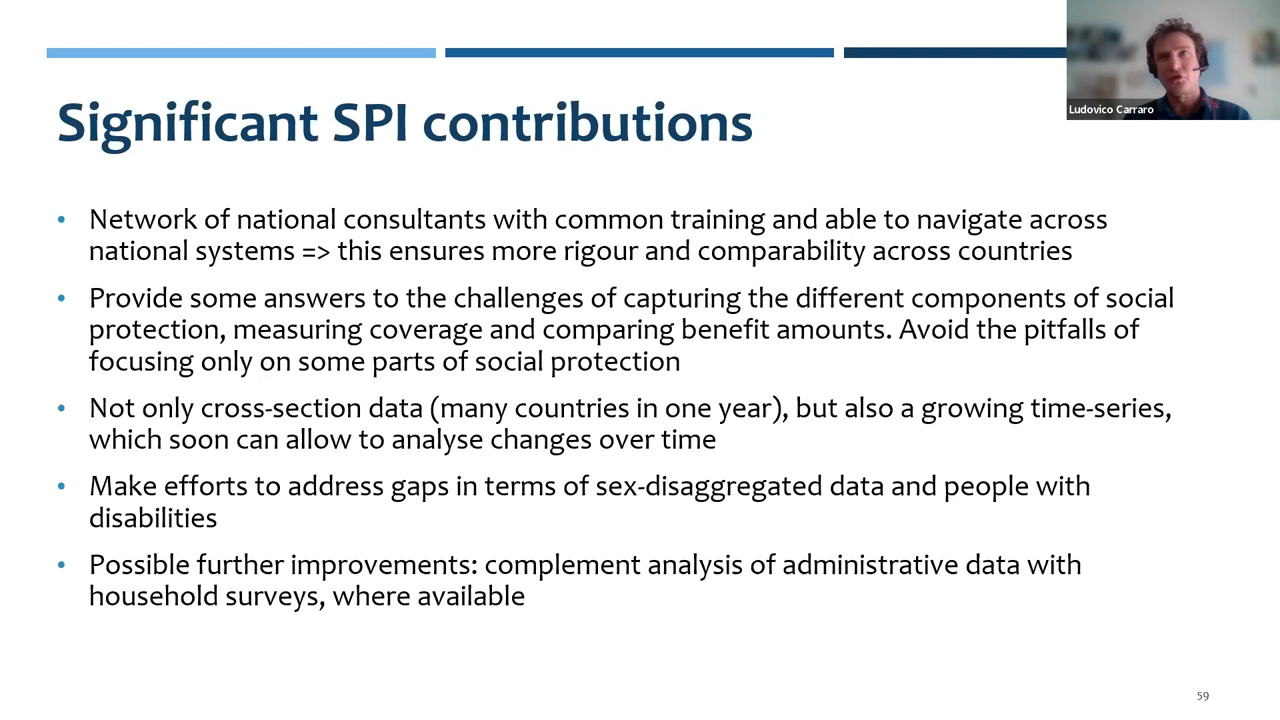 Ludovico Carraro
Significant SPI contributions
• Network of national consultants with common training and able to navigate across
national systems => this ensures more rigour and comparability across countries
• Provide some answers to the challenges of capturing the different components of social
protection, measuring coverage and comparing benefit amounts. Avoid the pitfalls of
focusing only on some parts of social protection
• Not only cross-section data (many countries in one year), but also a growing time-series,
which soon can allow to analyse changes over time
• Make efforts to address gaps in terms of sex-disaggregated data and people with
disabilities
• Possible further improvements: complement analysis of administrative data with
household surveys, where available
59